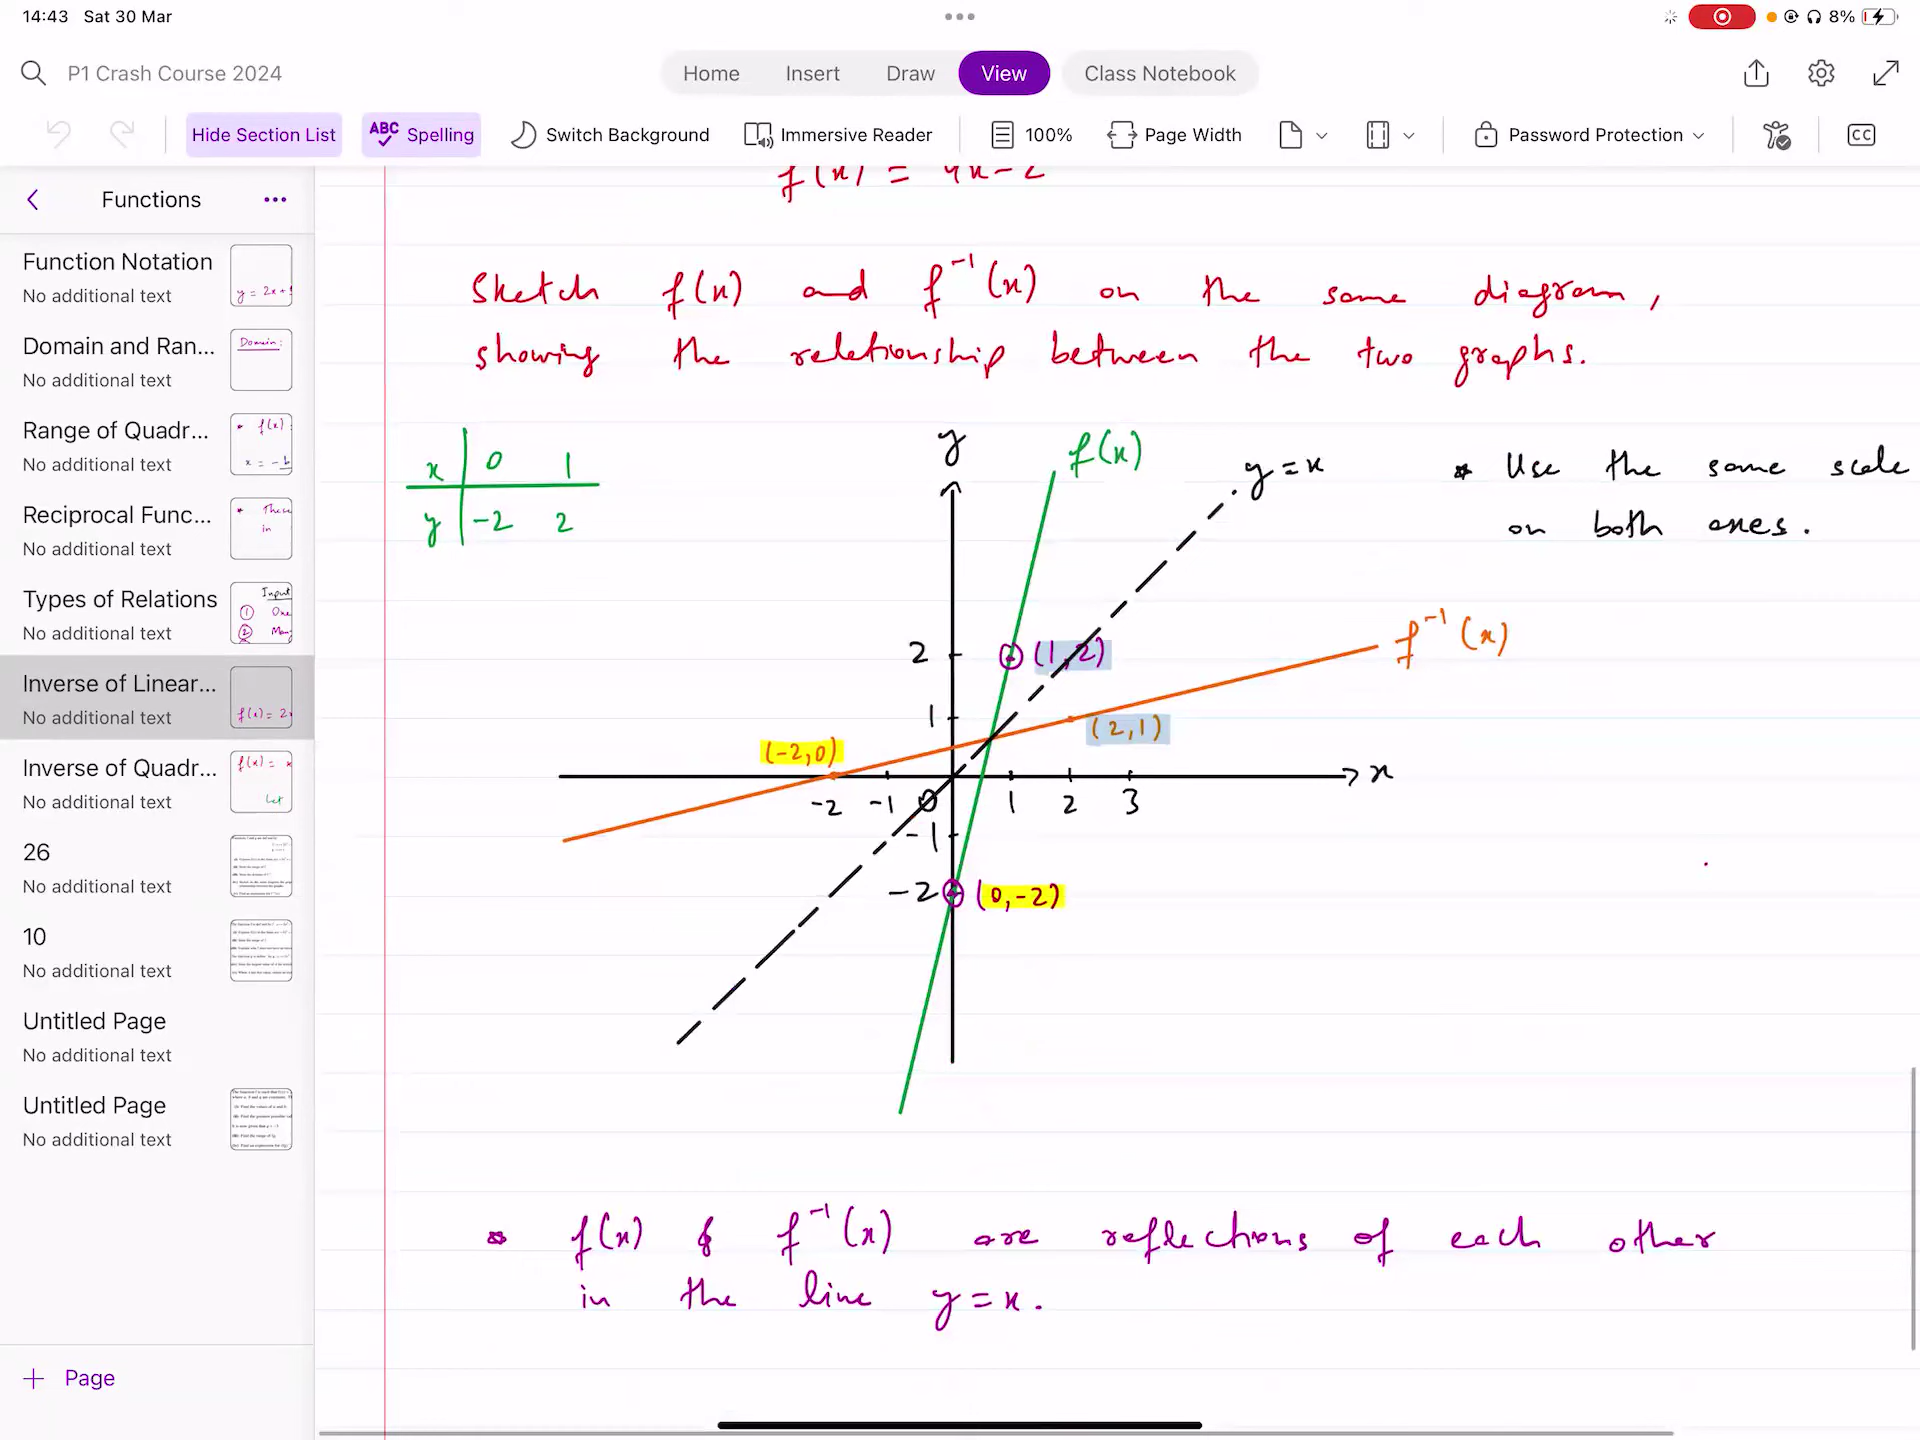 14:43 Sat 30 Mar
8%
P1 Crash Course 2024
Home Insert Draw View Class Notebook
Hide Section List
ABC Spelling
Switch Background
Immersive Reader
100%
Page Width
Password Protection
CC
Functions
Function Notation
No additional text
Domain and Ran...
No additional text
Domain:
Range of Quadr...
No additional text
Reciprocal Func...
No additional text
Types of Relations
No additional text
Inverse of Linear...
No additional text
Inverse of Quadr...
No additional text
26
No additional text
10
No additional text
Untitled Page
No additional text
Untitled Page
No additional text
+ Page
f(x) = 4x-2
Sketch f(x) and f⁻¹(x) on the same diagram,
showing the relationship between the two graphs.
x 0 1
y -2 2
y
f(x)
y=x
* Use the same scale
on both axes.
f⁻¹(x)
2
(1,2)
1
(2,1)
(-2,0)
x
-2 -1 0 1 2 3
-1
-2
(0,-2)
* f(x) & f⁻¹(x) are reflections of each other
in the line y=x.